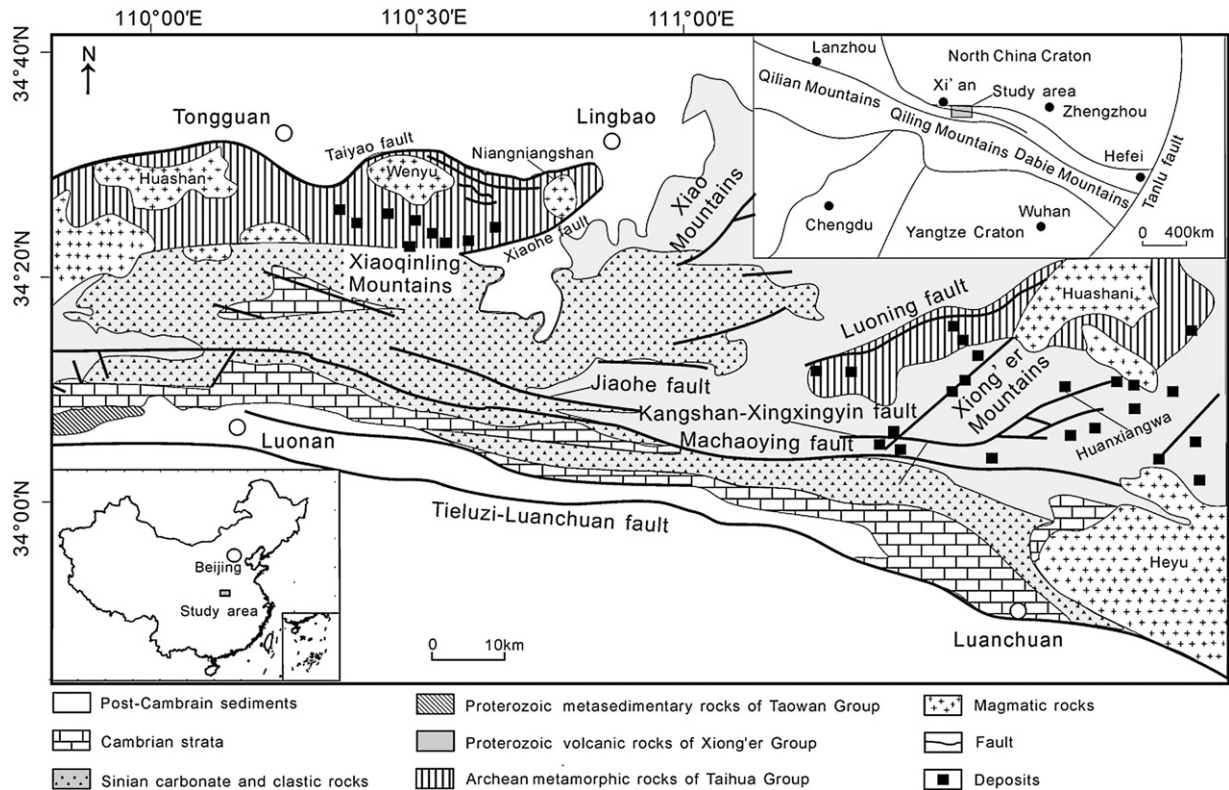 110°00′E
110°30′E
111°00′E
34°40′N
34°20′N
34°00′N
N
Tongguan
Lingbao
Taiyao fault
Niangniangshan
Huashan
Wenyu
Xiaohe fault
Xiao
Mountains
Xiaoqinling
Mountains
Lanzhou
North China Craton
Qilian Mountains
Xi' an
Study area
Zhengzhou
Qiling Mountains
Dabie Mountains
Hefei
Tanlu fault
Chengdu
Wuhan
Yangtze Craton
0 400km
Luoning fault
Huashani
Xiong' er
Mountains
Jiaohe fault
Kangshan-Xingxingyin fault
Machaoying fault
Huanxiangwa
Luonan
Tieluzi-Luanchuan fault
Heyu
Luanchuan
Beijing
Study area
0 10km
Post-Cambrain sediments
Proterozoic metasedimentary rocks of Taowan Group
Magmatic rocks
Cambrian strata
Proterozoic volcanic rocks of Xiong'er Group
Fault
Sinian carbonate and clastic rocks
Archean metamorphic rocks of Taihua Group
Deposits